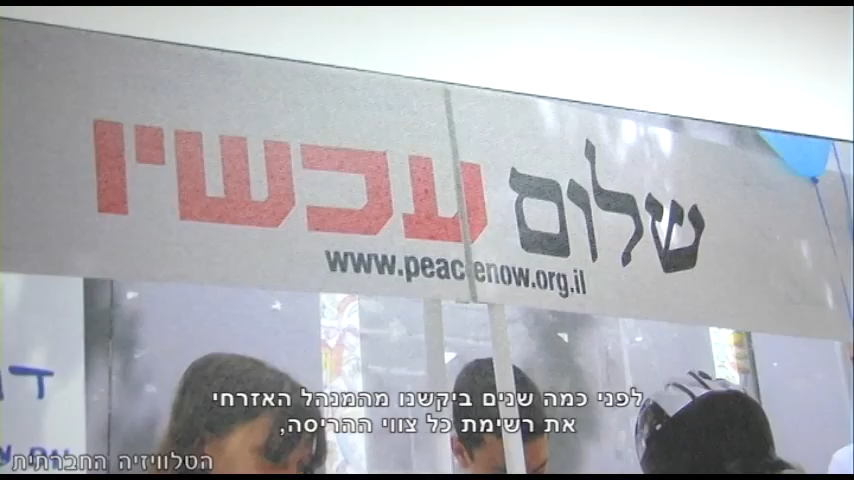 שלום עכשיו
www.peacenow.org.il
לפני כמה שנים ביקשנו מהמנהל האזרחי
את רשימת כל צווי ההריסה,
הטלוויזיה החברתית